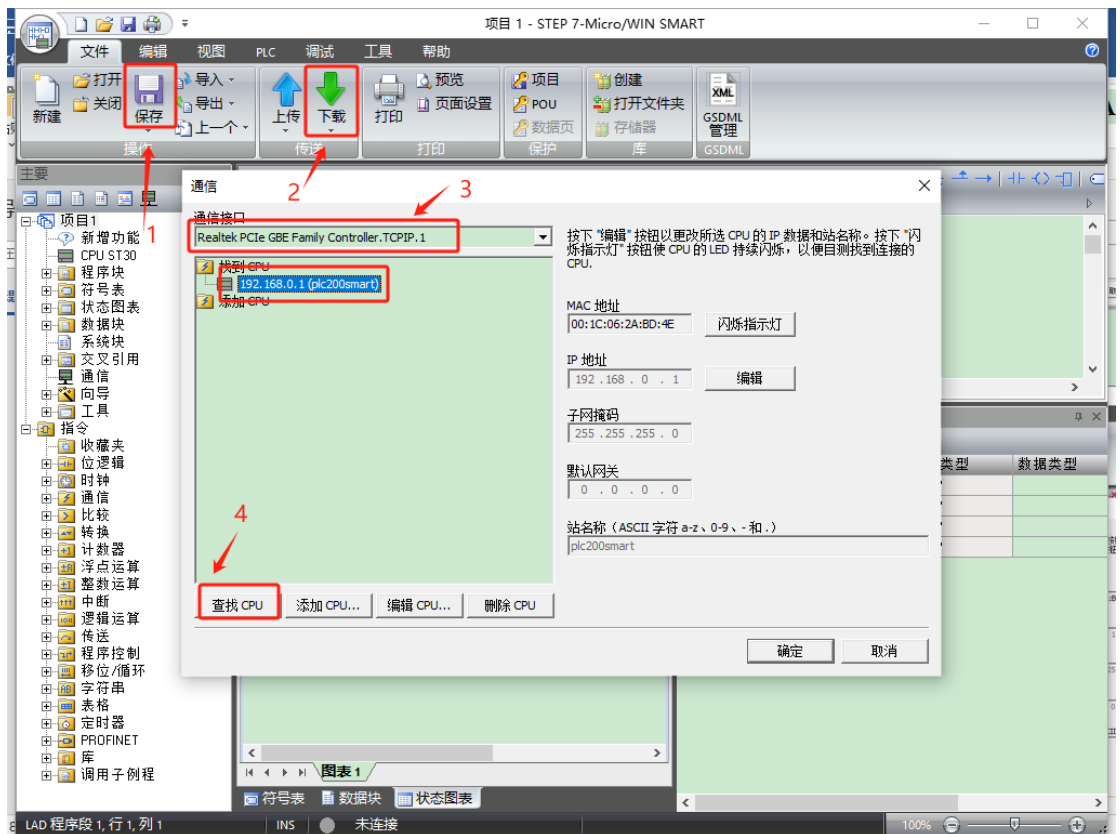 项目 1 - STEP 7-Micro/WIN SMART
文件 编辑 视图 PLC 调试 工具 帮助
新建
打开
关闭
保存
导入
导出
上一个
操作
上传
下载
传送
打印
预览
页面设置
打印
项目
POU
数据页
保护
创建
打开文件夹
存储器
库
XML
GSDML
管理
GSDML
1
2
3
4
主要
项目1
新增功能
CPU ST30
程序块
符号表
状态图表
数据块
系统块
交叉引用
通信
向导
工具
指令
收藏夹
位逻辑
时钟
通信
比较
转换
计数器
浮点运算
整数运算
中断
逻辑运算
传送
程序控制
移位/循环
字符串
表格
定时器
PROFINET
库
调用子例程
通信
通信接口
Realtek PCIe GBE Family Controller.TCPIP.1
找到 CPU
192.168.0.1 (plc200smart)
添加 CPU
查找 CPU 添加 CPU... 编辑 CPU... 删除 CPU
按下 "编辑" 按钮以更改所选 CPU 的 IP 数据和站名称。按下 "闪
烁指示灯" 按钮使 CPU 的 LED 持续闪烁，以便目测找到连接的
CPU.
MAC 地址
00:1C:06:2A:BD:4E 闪烁指示灯
IP 地址
192 . 168 . 0 . 1 编辑
子网掩码
255 . 255 . 255 . 0
默认网关
0 . 0 . 0 . 0
站名称（ASCII 字符 a-z、0-9、- 和 .）
plc200smart
确定 取消
类型 数据类型
图表 1
符号表 数据块 状态图表
LAD 程序段 1, 行 1, 列 1 INS 未连接 100%